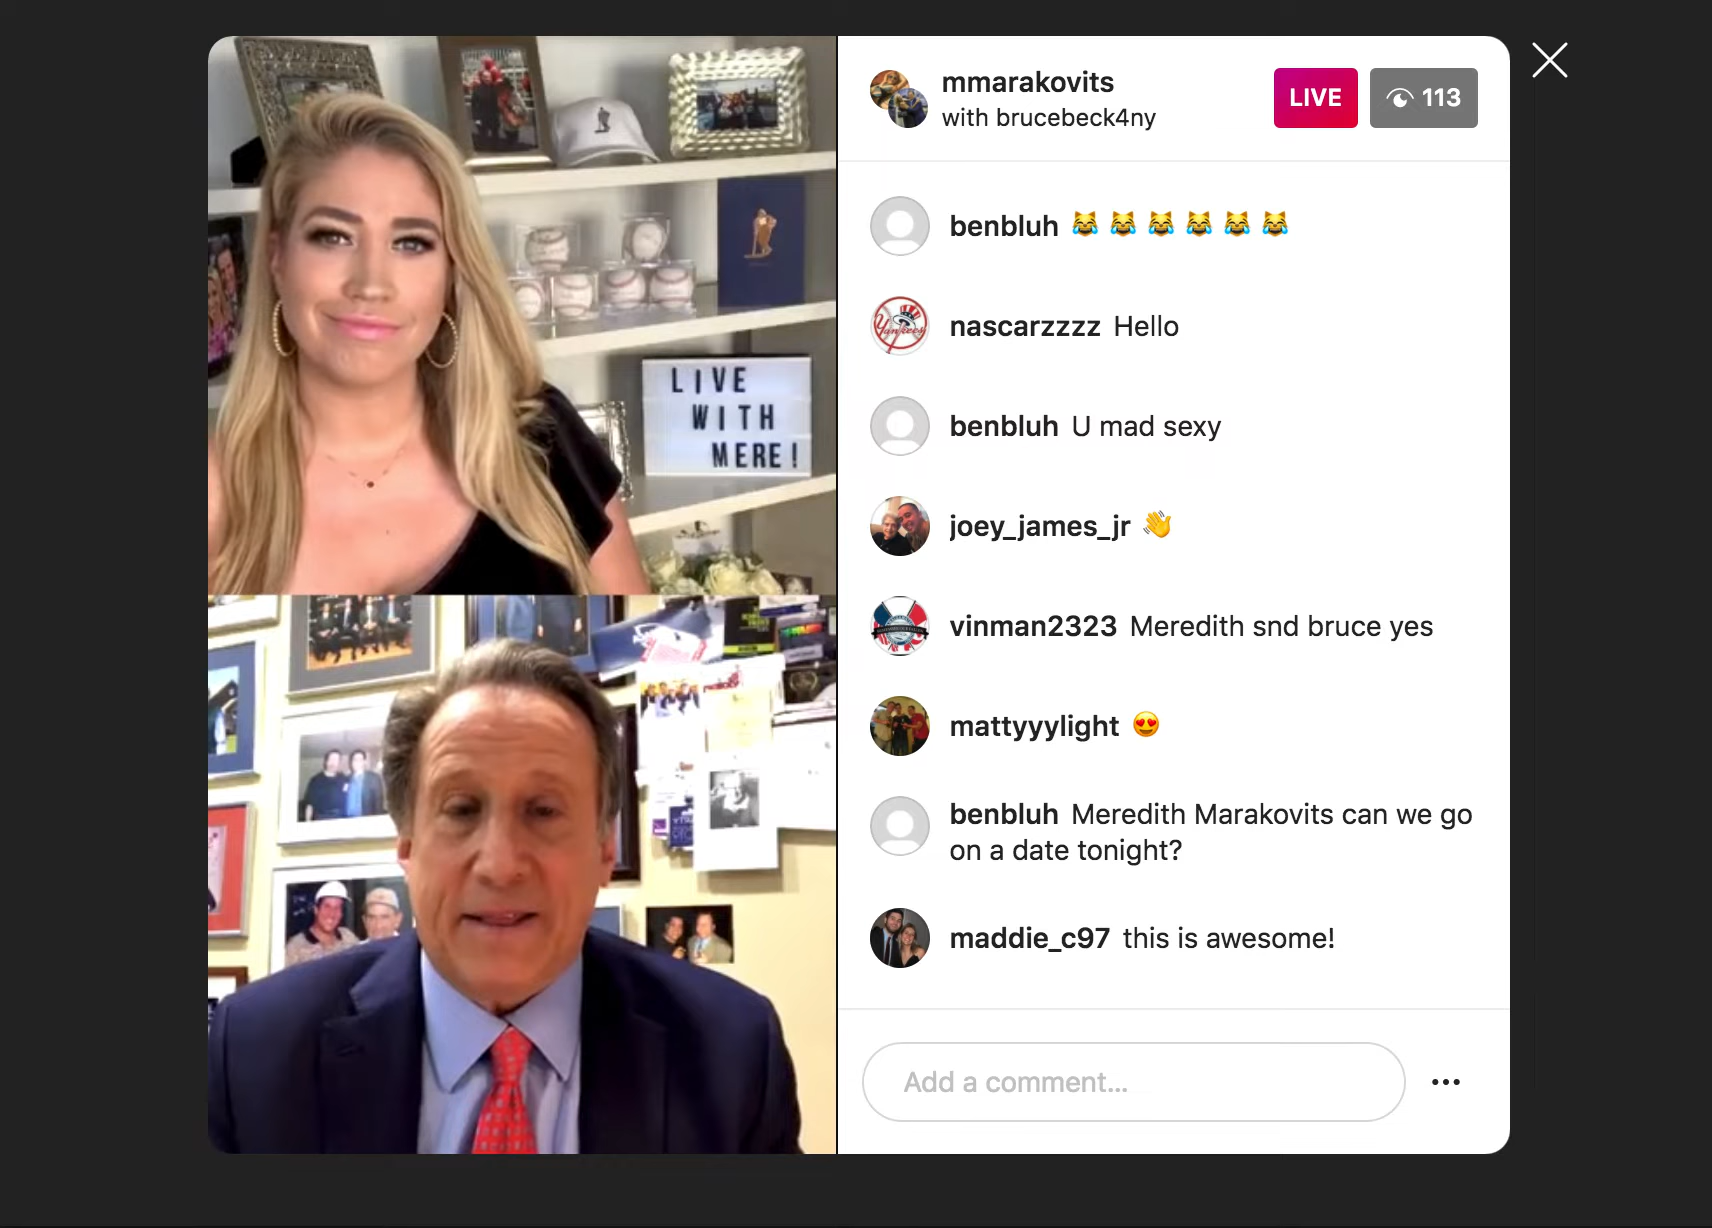 mmarakovits
with brucebeck4ny
LIVE
113
LIVE
WITH
MERE!
benbluh 😹 😹 😹 😹 😹 😹
Yankees
nascarzzzz Hello
benbluh U mad sexy
joey_james_jr 👋
vinman2323 Meredith snd bruce yes
mattyyylight 😍
benbluh Meredith Marakovits can we go
on a date tonight?
maddie_c97 this is awesome!
Add a comment...